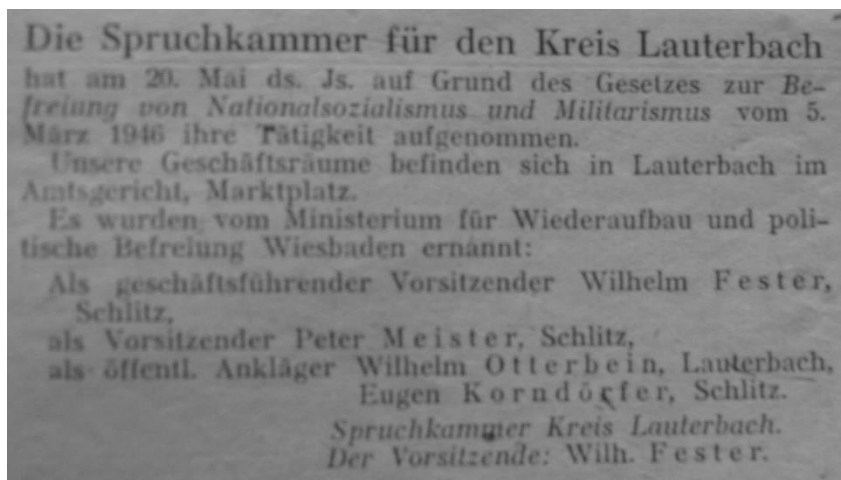 Die Spruchkammer für den Kreis Lauterbach
hat am 20. Mai ds. Js. auf Grund des Gesetzes zur Be-
freiung von Nationalsozialismus und Militarismus vom 5.
März 1946 ihre Tätigkeit aufgenommen.
Unsere Geschäftsräume befinden sich in Lauterbach im
Amtsgericht, Marktplatz.
Es wurden vom Ministerium für Wiederaufbau und poli-
tische Befreiung Wiesbaden ernannt:
Als geschäftsführender Vorsitzender Wilhelm Fester,
Schlitz,
als Vorsitzender Peter Meister, Schlitz,
als öffentl. Ankläger Wilhelm Otterbein, Lauterbach,
Eugen Korndörfer, Schlitz.
Spruchkammer Kreis Lauterbach.
Der Vorsitzende: Wilh. Fester.